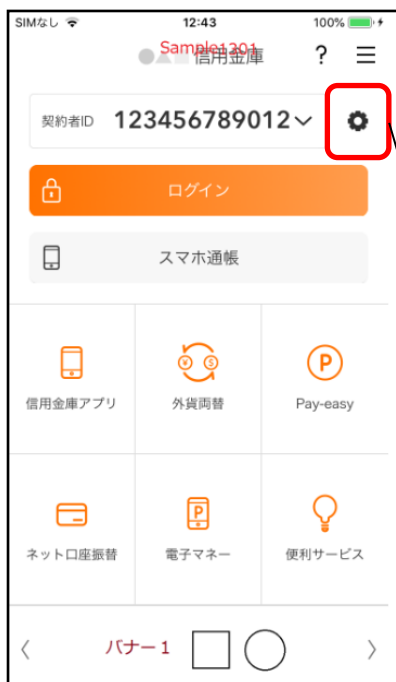 SIMなし 12:43 100%
Sample1301
信用金庫 ?
契約者ID 123456789012
ログイン
スマホ通帳
信用金庫アプリ 外貨両替 Pay-easy
ネット口座振替 電子マネー 便利サービス
バナー1